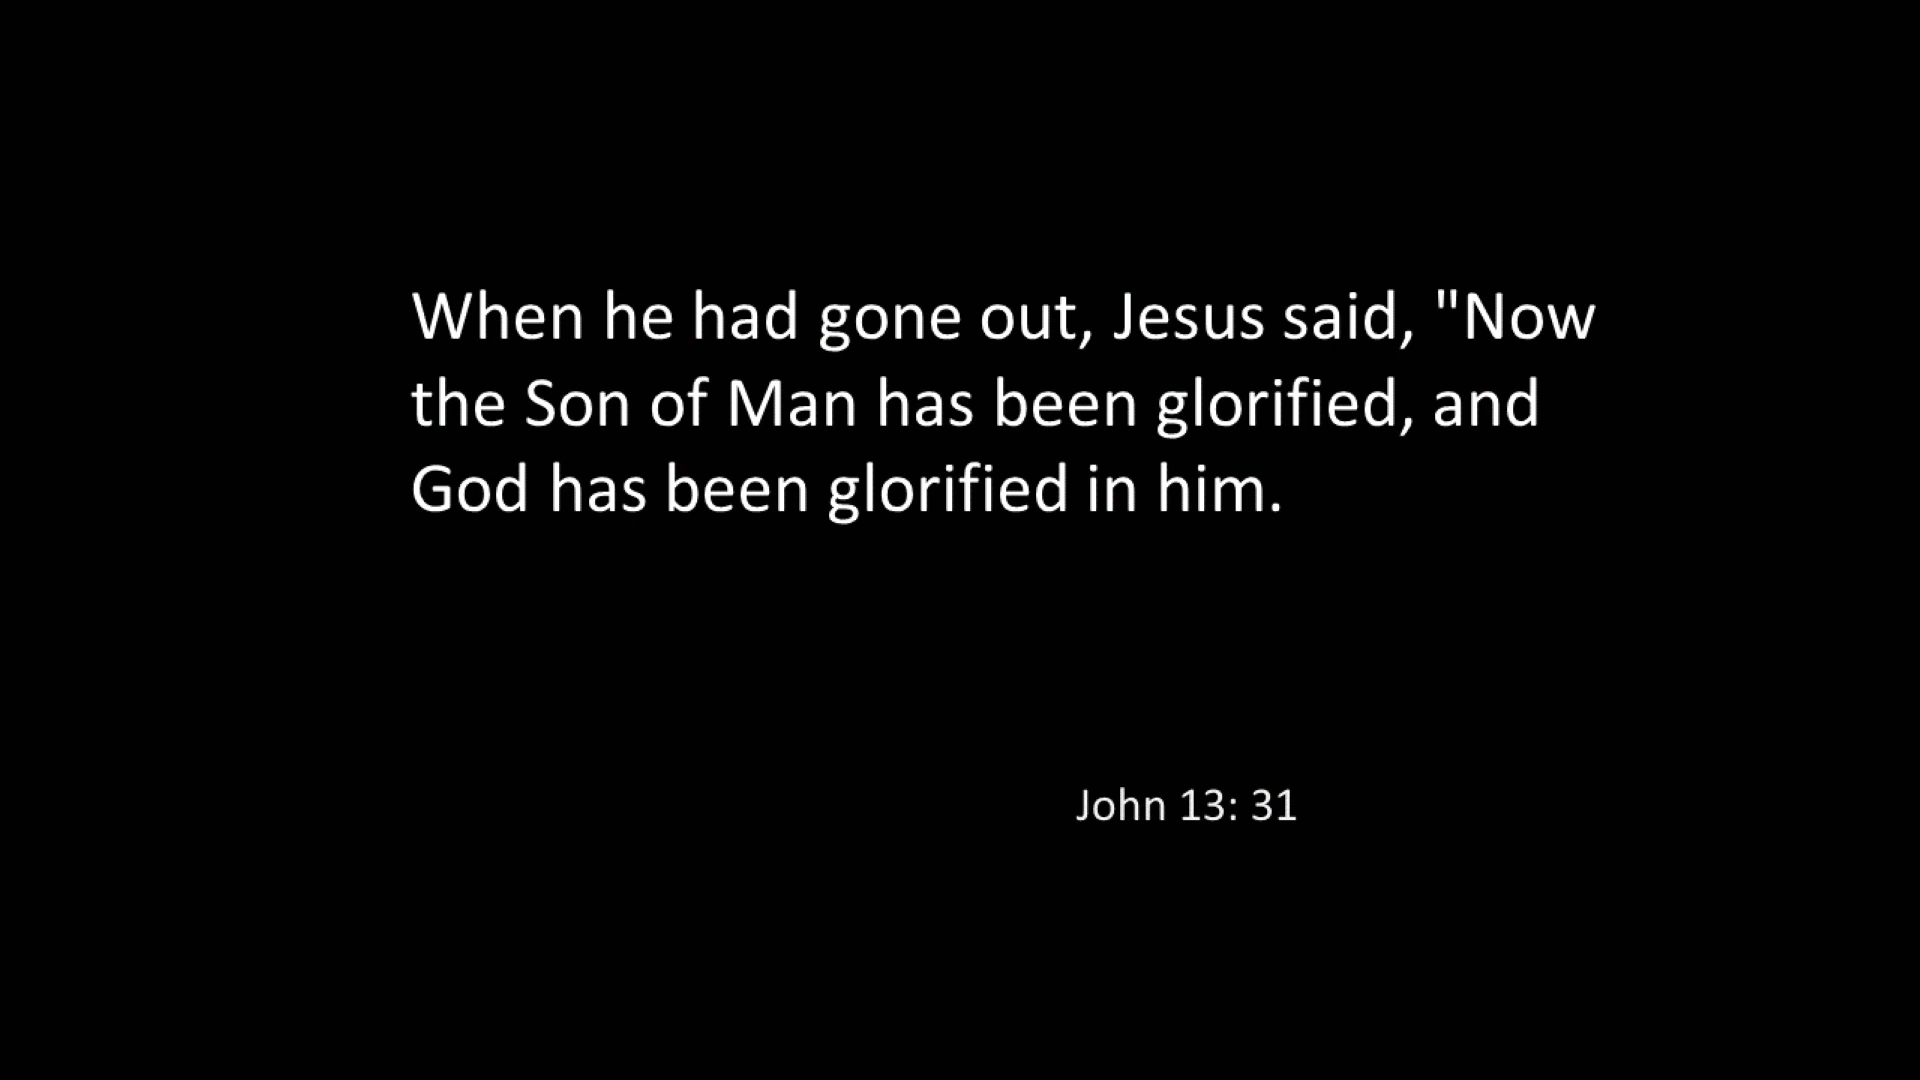 When he had gone out, Jesus said, "Now
the Son of Man has been glorified, and
God has been glorified in him.
John 13: 31